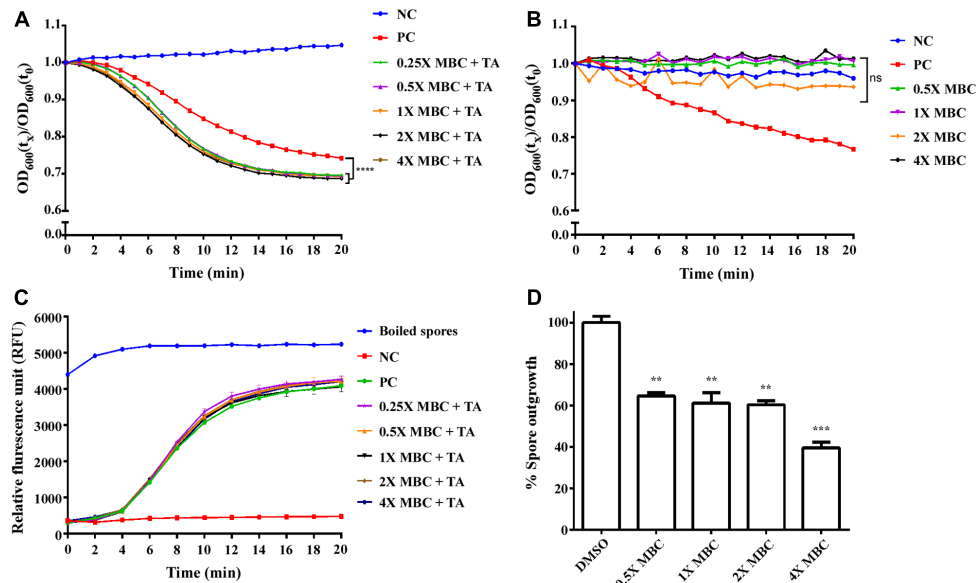 A
1.1
1.0
0.9
0.8
0.7
0.6
0.0
OD600(tx)/OD600(t0)
0 2 4 6 8 10 12 14 16 18 20
Time (min)
****
NC
PC
0.25X MBC + TA
0.5X MBC + TA
1X MBC + TA
2X MBC + TA
4X MBC + TA
B
1.1
1.0
0.9
0.8
0.7
0.6
0.0
OD600(tx)/OD600(t0)
0 2 4 6 8 10 12 14 16 18 20
Time (min)
ns
NC
PC
0.5X MBC
1X MBC
2X MBC
4X MBC
C
6000
5000
4000
3000
2000
1000
0
Relative flurescence unit (RFU)
0 2 4 6 8 10 12 14 16 18 20
Time (min)
Boiled spores
NC
PC
0.25X MBC + TA
0.5X MBC + TA
1X MBC + TA
2X MBC + TA
4X MBC + TA
D
100
80
60
40
20
0
% Spore outgrowth
**
**
**
***
DMSO
0.5X MBC
1X MBC
2X MBC
4X MBC